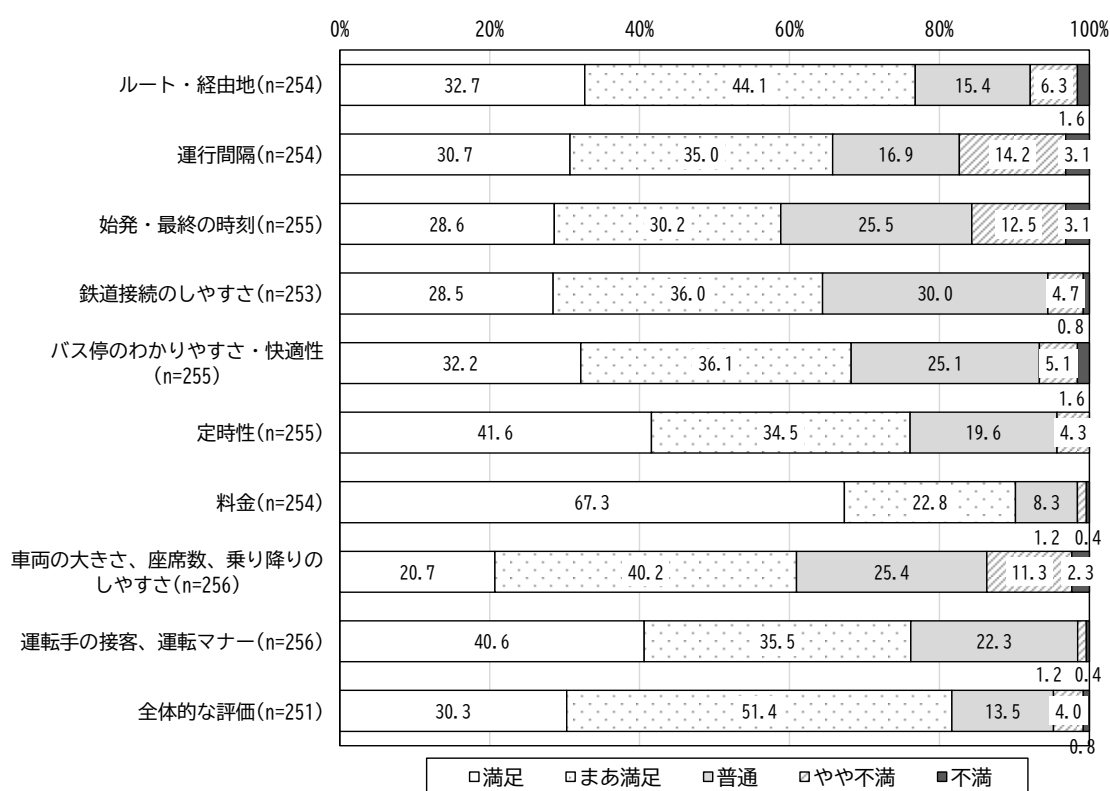 0% 20% 40% 60% 80% 100%
ルート・経由地(n=254) 32.7 44.1 15.4 6.3
1.6
運行間隔(n=254) 30.7 35.0 16.9 14.2 3.1
始発・最終の時刻(n=255) 28.6 30.2 25.5 12.5 3.1
鉄道接続のしやすさ(n=253) 28.5 36.0 30.0 4.7
0.8
バス停のわかりやすさ・快適性
(n=255) 32.2 36.1 25.1 5.1
1.6
定時性(n=255) 41.6 34.5 19.6 4.3
料金(n=254) 67.3 22.8 8.3
1.2 0.4
車両の大きさ、座席数、乗り降りの
しやすさ(n=256) 20.7 40.2 25.4 11.3 2.3
運転手の接客、運転マナー(n=256) 40.6 35.5 22.3
1.2 0.4
全体的な評価(n=251) 30.3 51.4 13.5 4.0
0.8
満足 まあ満足 普通 やや不満 不満